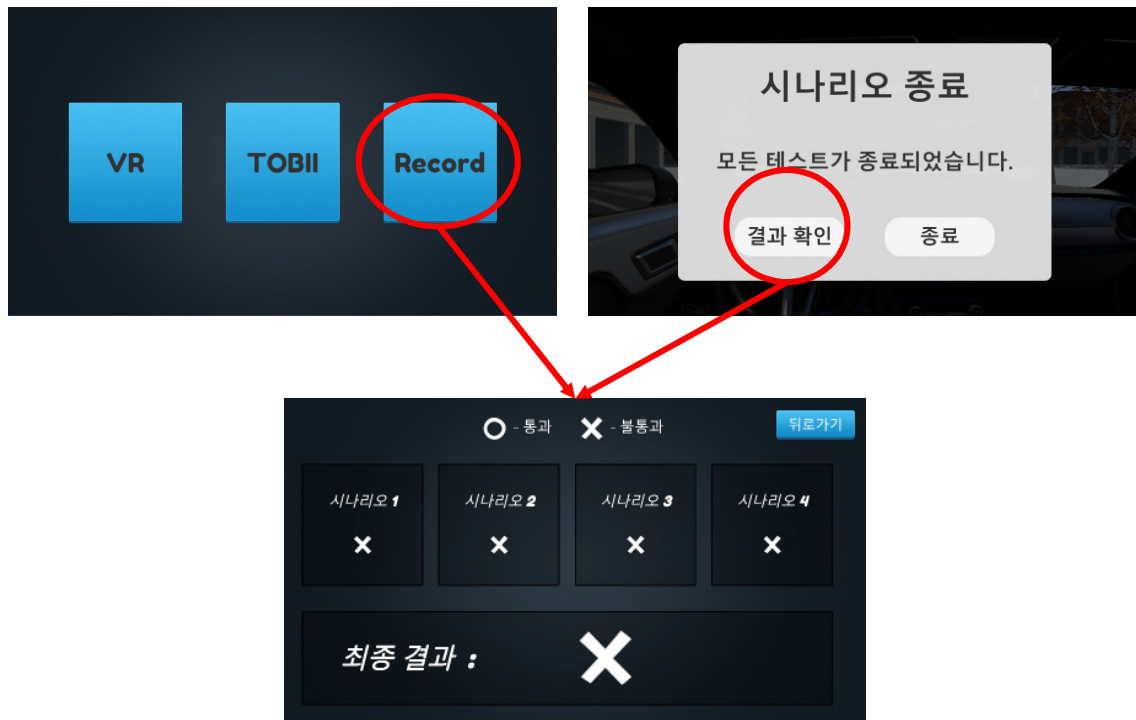 VR
TOBII
Record
시나리오 종료
모든 테스트가 종료되었습니다.
결과 확인
종료
- 통과
- 불통과
뒤로가기
시나리오 1
시나리오 2
시나리오 3
시나리오 4
최종 결과 :